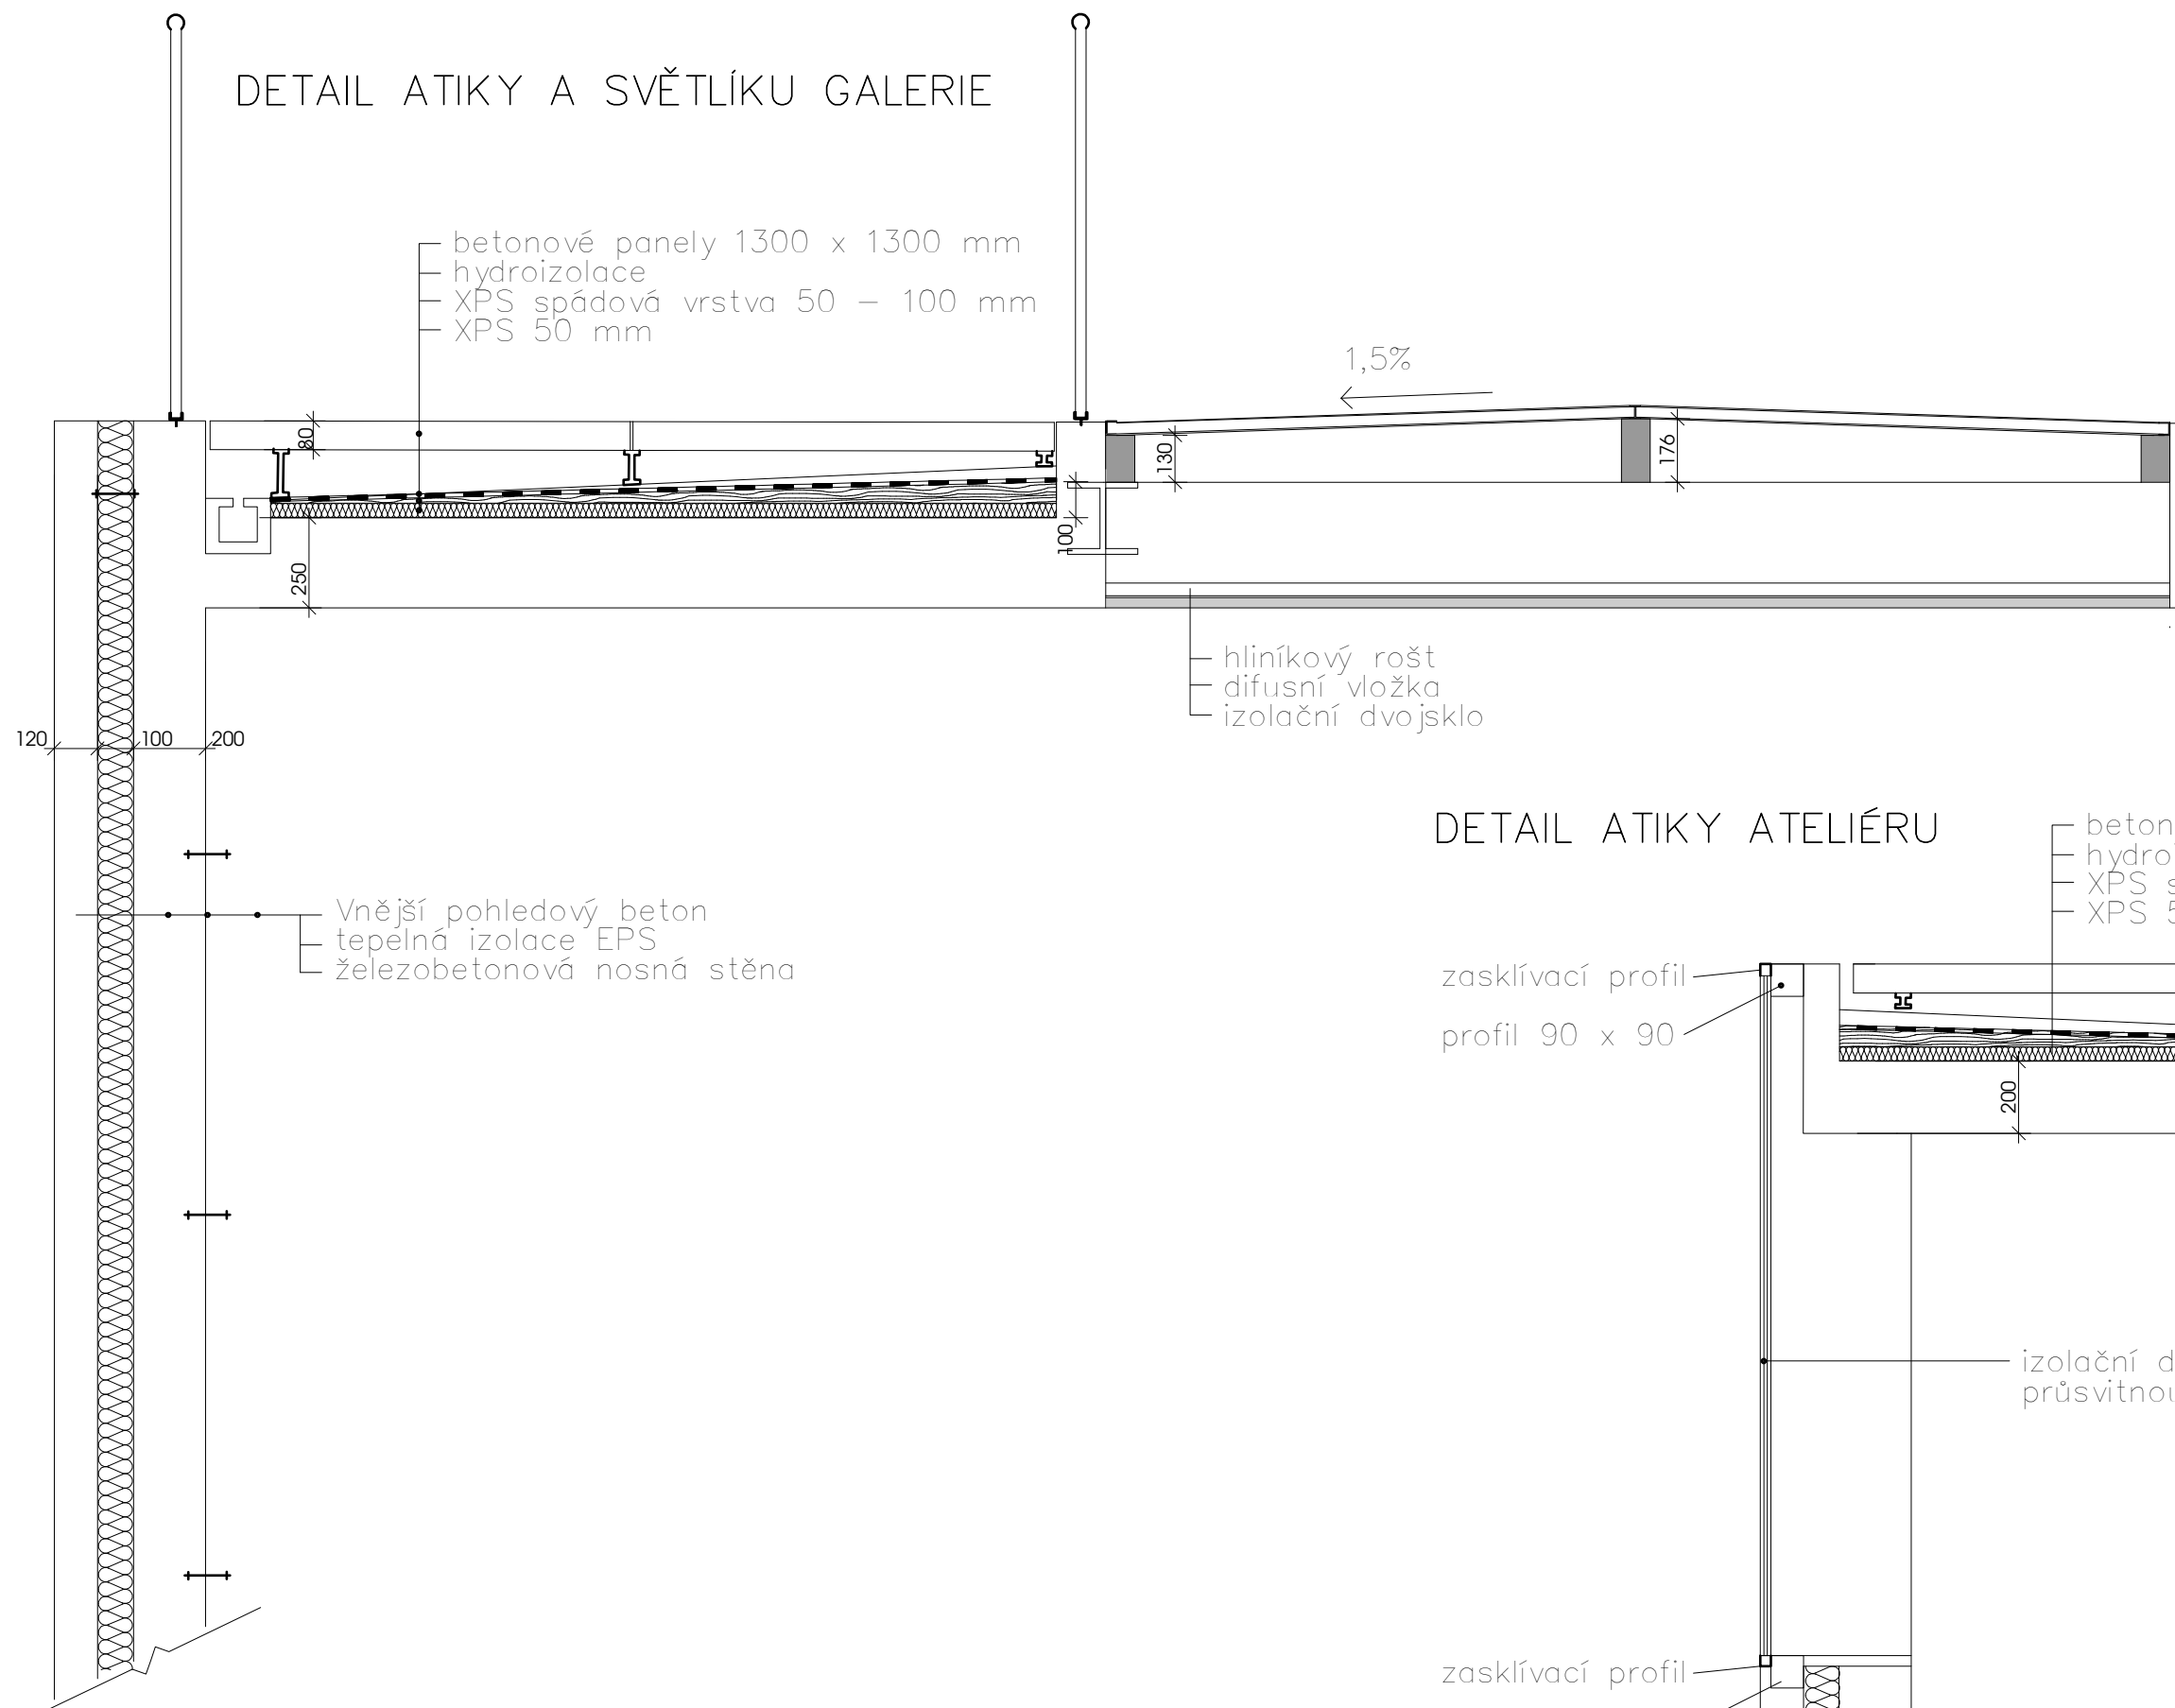 DETAIL ATIKY A SVĚTLÍKU GALERIE
betonové panely 1300 x 1300 mm
hydroizolace
XPS spádová vrstva 50 – 100 mm
XPS 50 mm
1,5%
80
130
176
100
250
hliníkový rošt
difusní vložka
izolační dvojsklo
120 100 200
DETAIL ATIKY ATELIÉRU
Vnější pohledový beton
tepelná izolace EPS
železobetonová nosná stěna
zasklívací profil
profil 90 x 90
200
XPS
izolační
zasklívací profil